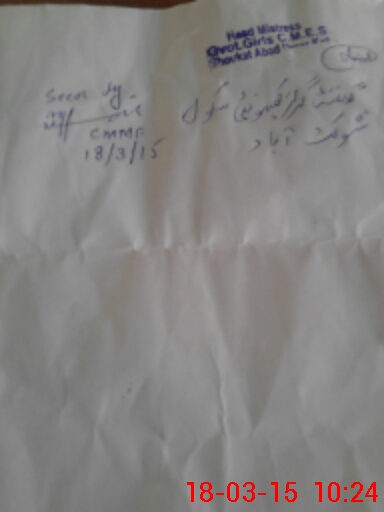 Head Mistress
Govt. Girls C. M. E. S.
Shoukat Abad
گورنمنٹ گرلز کمیونٹی سکول
شوکت آباد
Seen by
CMMF
18/3/15
18-03-15 10:24